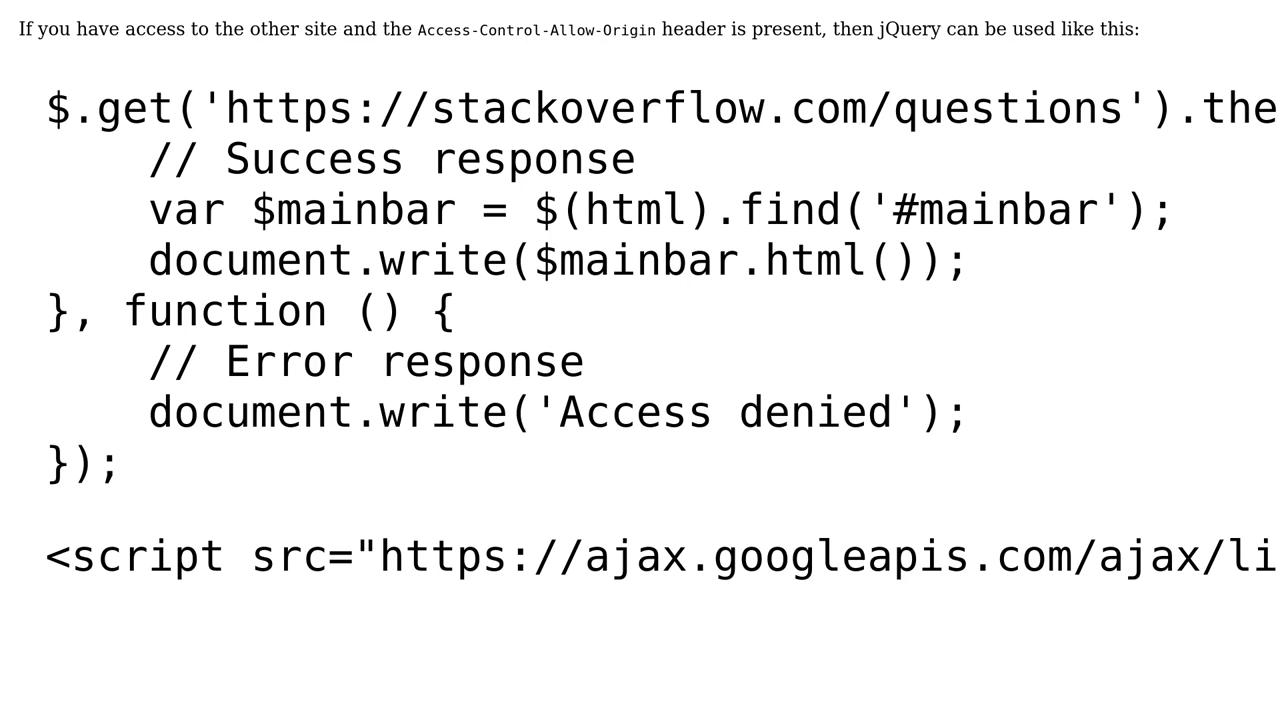 If you have access to the other site and the Access-Control-Allow-Origin header is present, then jQuery can be used like this:
$.get('https://stackoverflow.com/questions').the
    // Success response
    var $mainbar = $(html).find('#mainbar');
    document.write($mainbar.html());
}, function () {
    // Error response
    document.write('Access denied');
});
<script src="https://ajax.googleapis.com/ajax/li